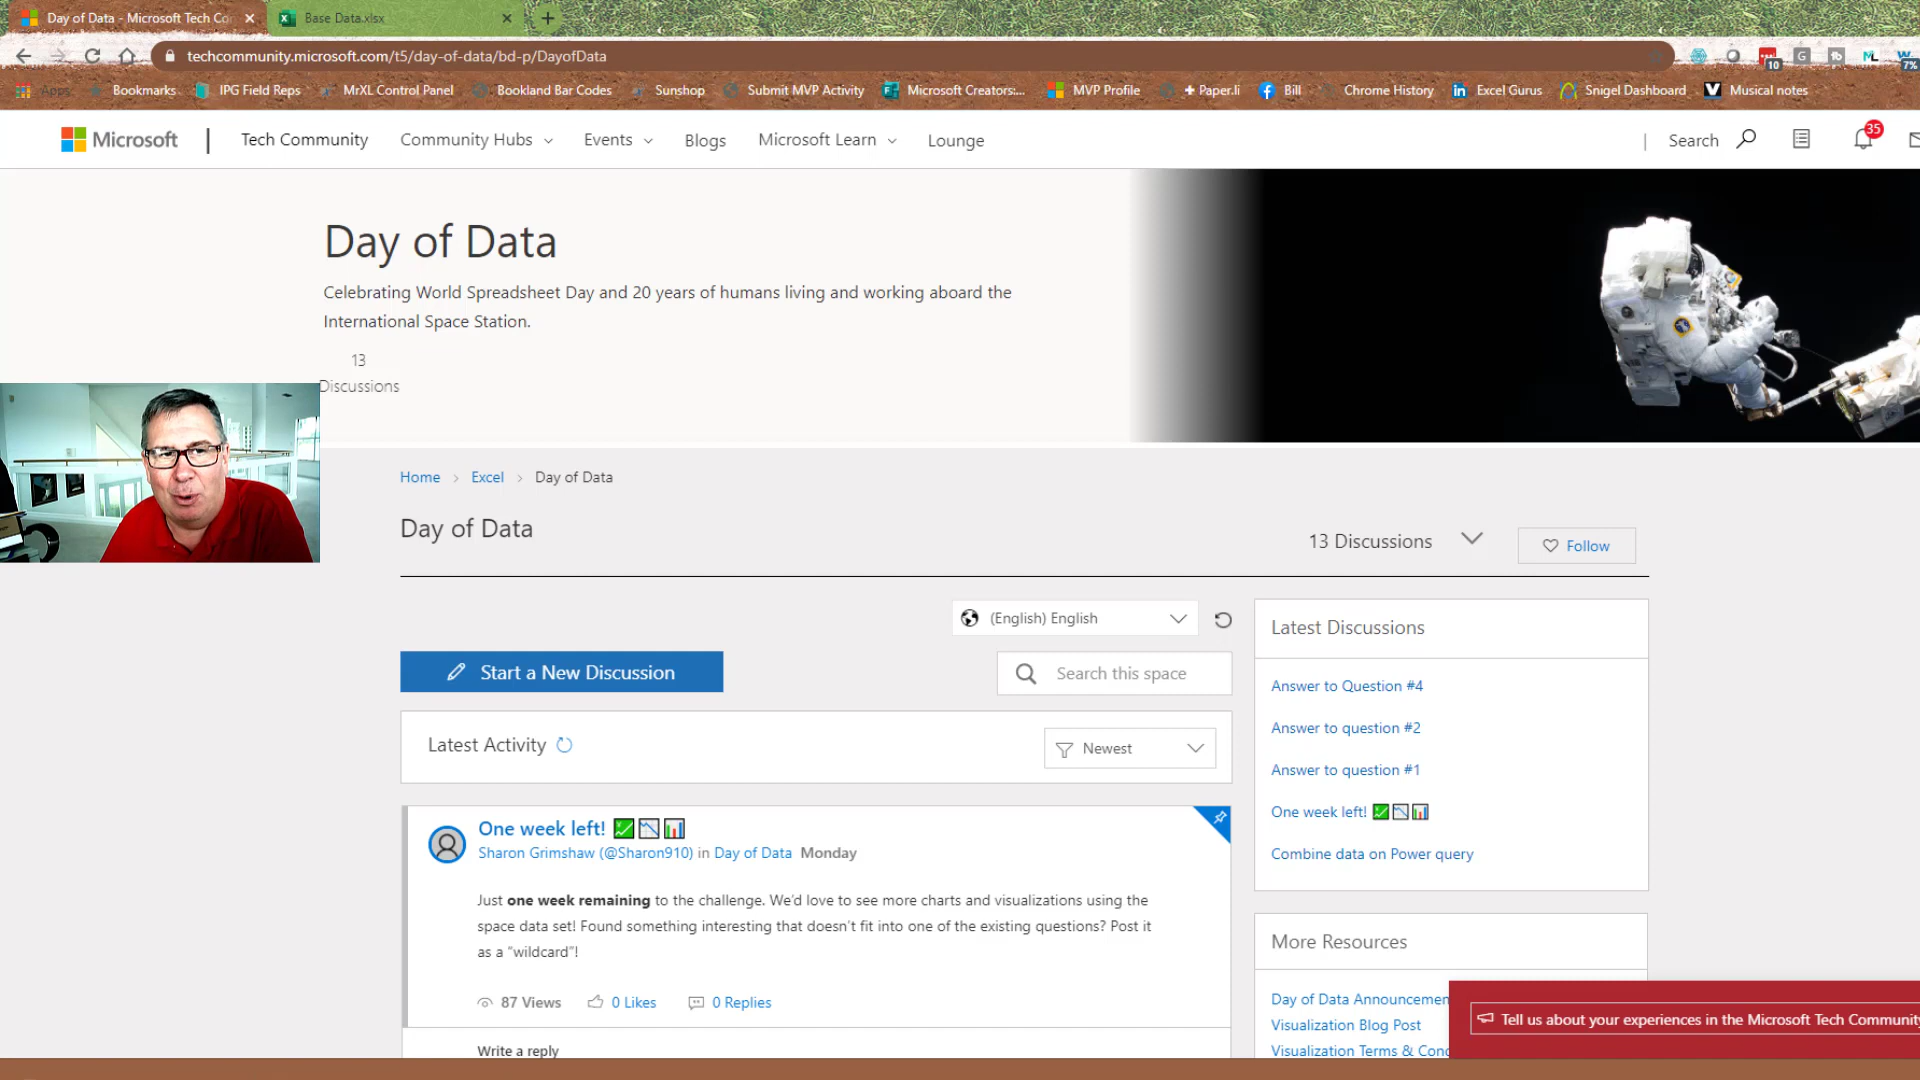 Day of Data - Microsoft Tech Co
Base Data.xlsx
techcommunity.microsoft.com/t5/day-of-data/bd-p/DayofData
10
G
7%
Apps
Bookmarks
IPG Field Reps
MrXL Control Panel
Bookland Bar Codes
Sunshop
Submit MVP Activity
Microsoft Creators:...
MVP Profile
+ Paper.li
Bill
Chrome History
Excel Gurus
Snigel Dashboard
Musical notes
Microsoft
Tech Community
Community Hubs
Events
Blogs
Microsoft Learn
Lounge
Search
35
Day of Data
Celebrating World Spreadsheet Day and 20 years of humans living and working aboard the
International Space Station.
13
Discussions
Home > Excel > Day of Data
Day of Data
13 Discussions
Follow
(English) English
Start a New Discussion
Search this space
Latest Activity
Newest
One week left!
Sharon Grimshaw (@Sharon910) in Day of Data Monday
Just one week remaining to the challenge. We'd love to see more charts and visualizations using the
space data set! Found something interesting that doesn't fit into one of the existing questions? Post it
as a "wildcard"!
87 Views
0 Likes
0 Replies
Write a reply
Latest Discussions
Answer to Question #4
Answer to question #2
Answer to question #1
One week left!
Combine data on Power query
More Resources
Day of Data Announcemen
Visualization Blog Post
Visualization Terms & Cond
Tell us about your experiences in the Microsoft Tech Community